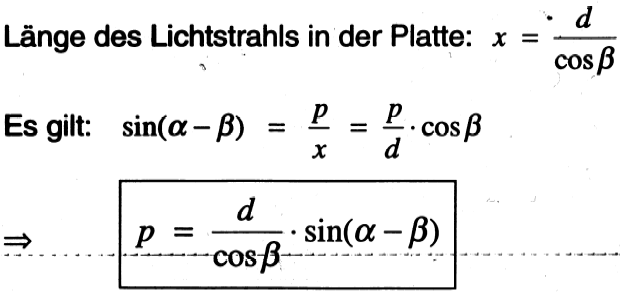 Länge des Lichtstrahls in der Platte: x = d / cos β
Es gilt: sin(α − β) = p / x = p / d · cos β
⇒ p = d / cos β · sin(α − β)